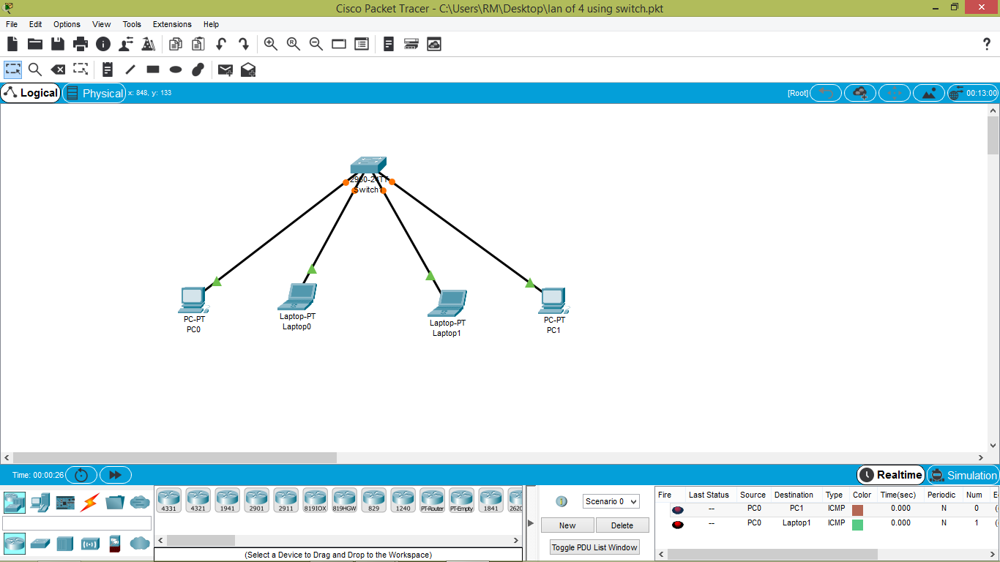 Cisco Packet Tracer - C:\Users\RM\Desktop\lan of 4 using switch.pkt
File Edit Options View Tools Extensions Help
Logical Physical x: 848, y: 133 [Root] 00:13:00
2950-24TT
Switch1
PC-PT
PC0
Laptop-PT
Laptop0
Laptop-PT
Laptop1
PC-PT
PC1
Time: 00:00:26 Realtime Simulation
4331 4321 1941 2901 2911 819IOX 819HGW 829 1240 PT-Router PT-Empty 1841 2620
(Select a Device to Drag and Drop to the Workspace)
Scenario 0
New Delete
Toggle PDU List Window
Fire Last Status Source Destination Type Color Time(sec) Periodic Num E
-- PC0 PC1 ICMP 0.000 N 0 (
-- PC0 Laptop1 ICMP 0.000 N 1 (